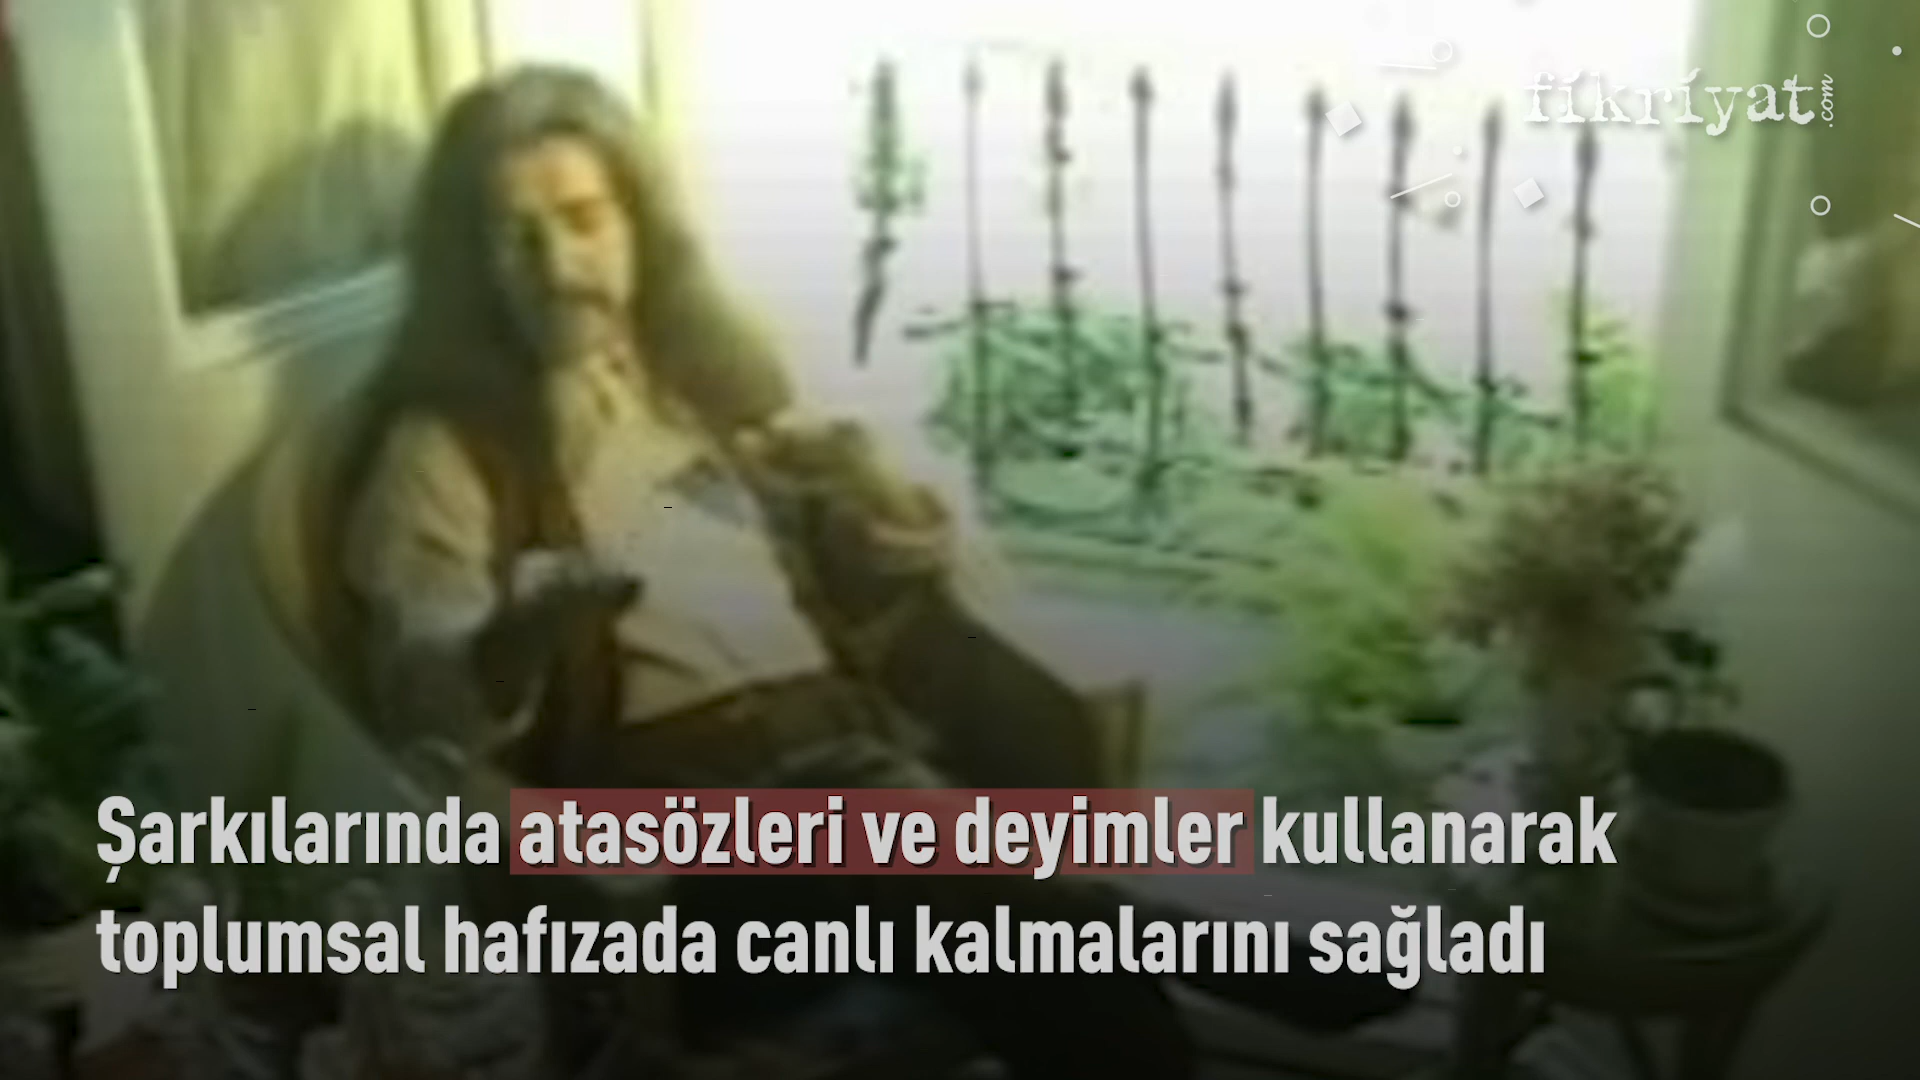 fikriyat.com
Şarkılarında atasözleri ve deyimler kullanarak
toplumsal hafızada canlı kalmalarını sağladı